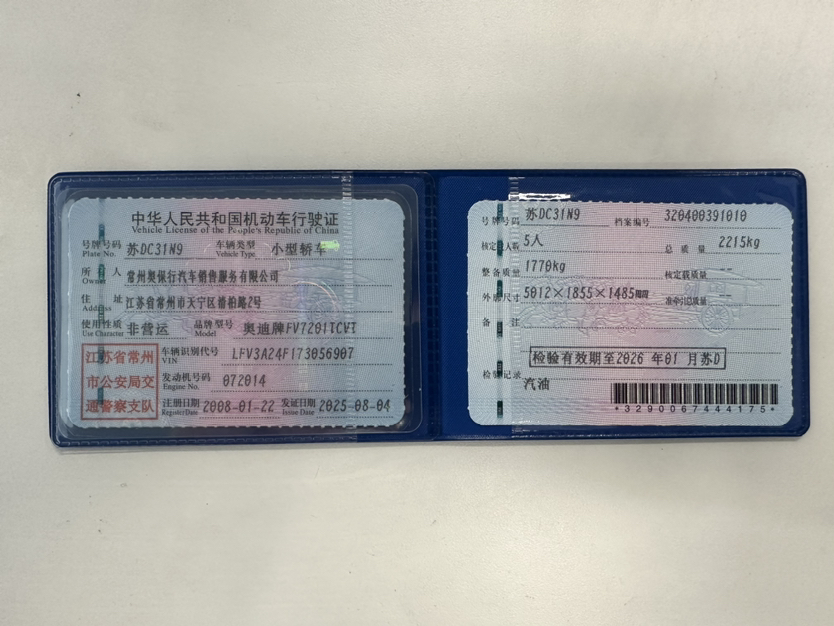 中华人民共和国机动车行驶证
Vehicle License of the People's Republic of China
号牌号码 苏DC31N9 车辆类型 小型轿车
Plate No. Vehicle Type
所有人 常州奥银行汽车销售服务有限公司
Owner
住址 江苏省常州市天宁区清柏路2号
Address
使用性质 非营运 品牌型号 奥迪牌FV7201TCVT
Use Character Model
江苏省常州
市公安局交
通警察支队
车辆识别代号 LFV3A24F173056907
VIN
发动机号码 072014
Engine No.
注册日期 2008-01-22 发证日期 2025-08-04
Register Date Issue Date
号牌号码 苏DC31N9 档案编号 320400391010
核定载人数 5人 总质量 2215kg
整备质量 1770kg 核定载质量 --
外廓尺寸 5012×1855×1485mm 准牵引总质量 --
备注
检验有效期至2026年01月苏D
检验记录
汽油
*3290067444175*